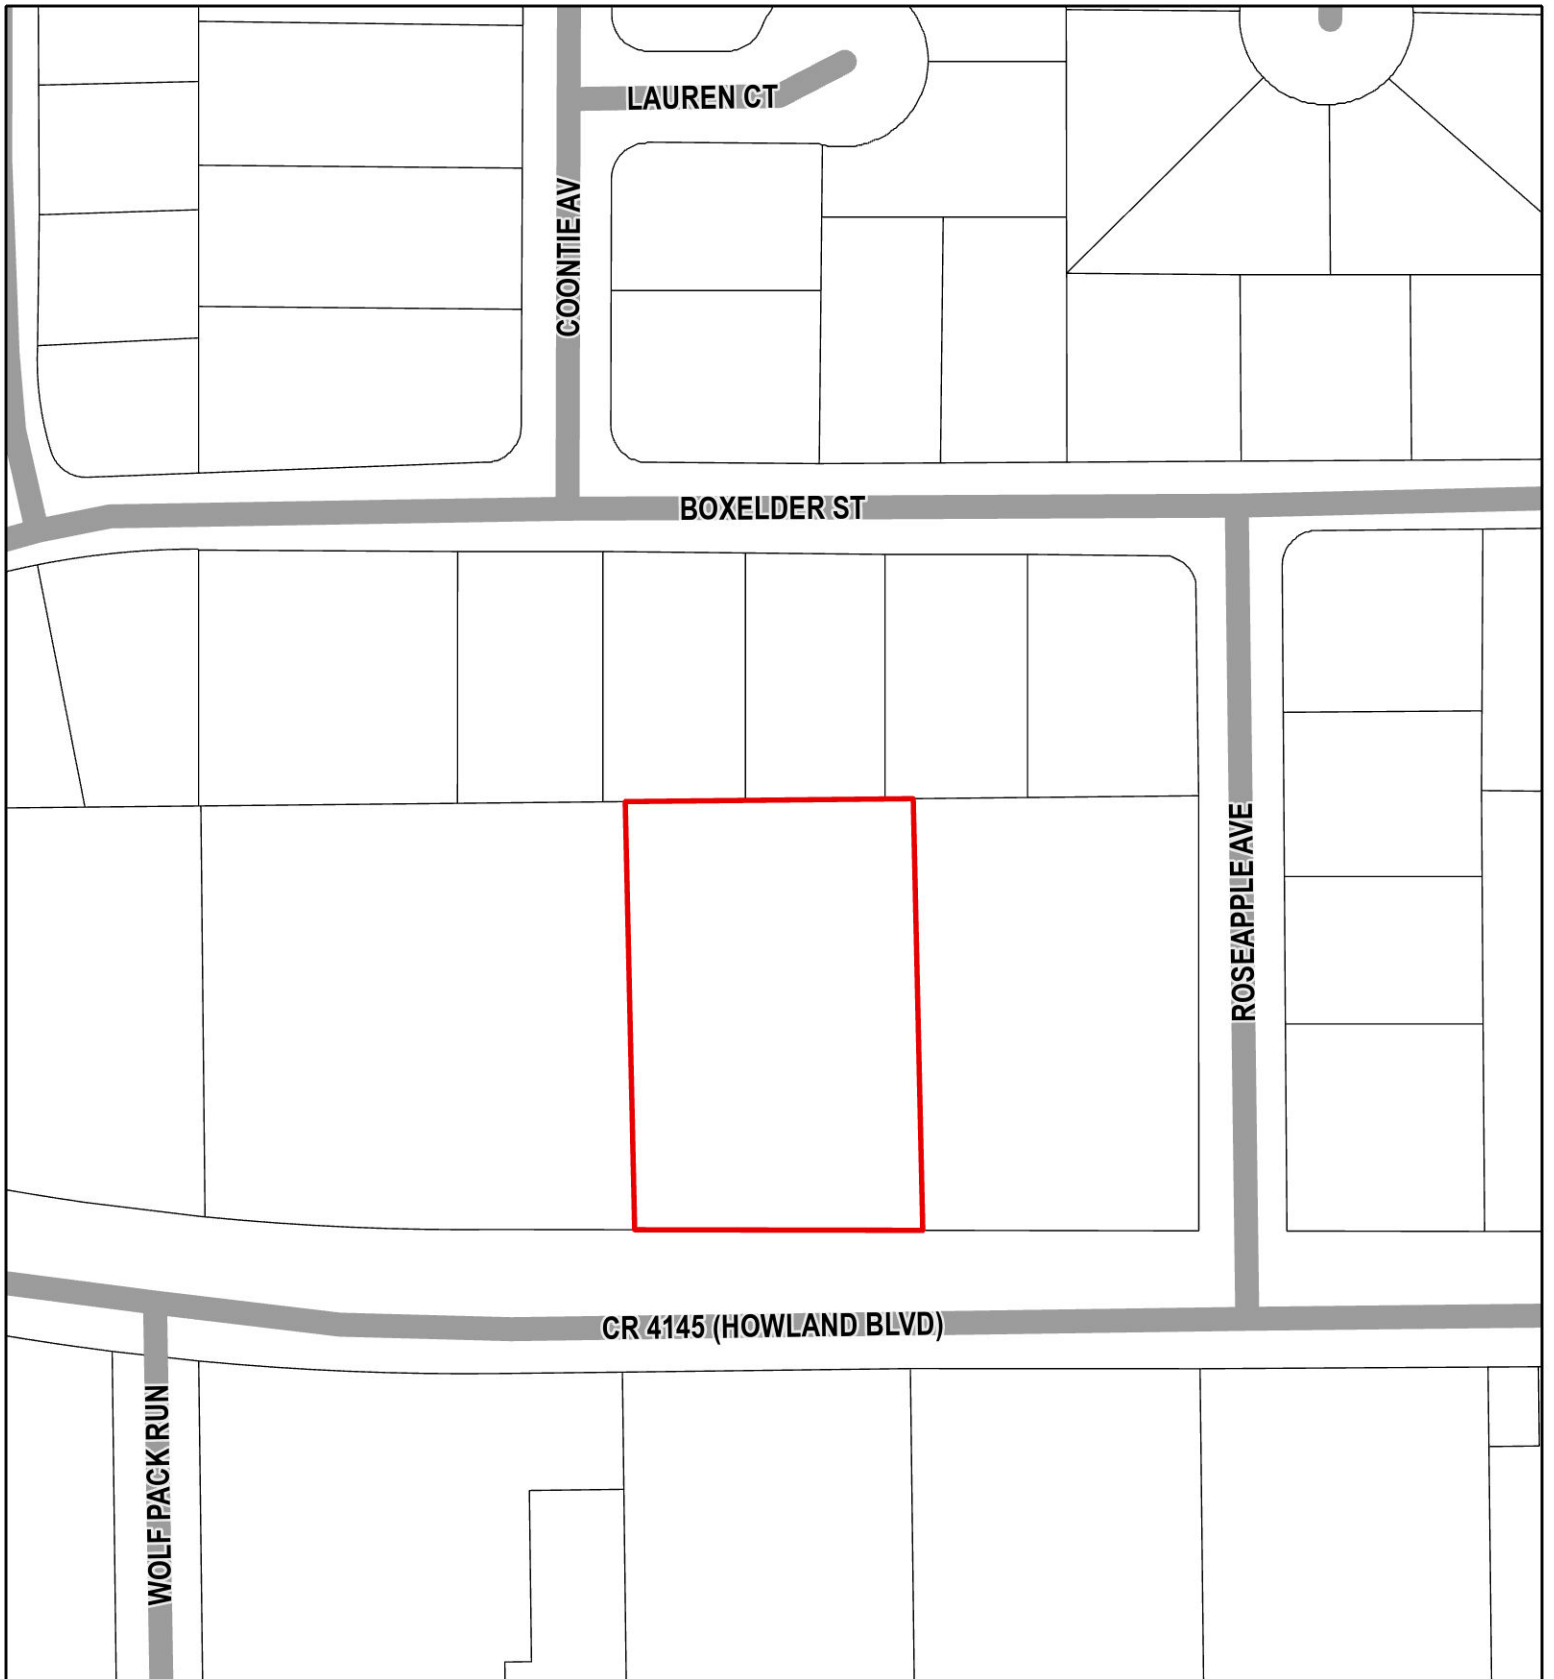 LAUREN CT
COONTIE AV
BOXELDER ST
ROSEAPPLE AVE
CR 4145 (HOWLAND BLVD)
WOLF PACK RUN